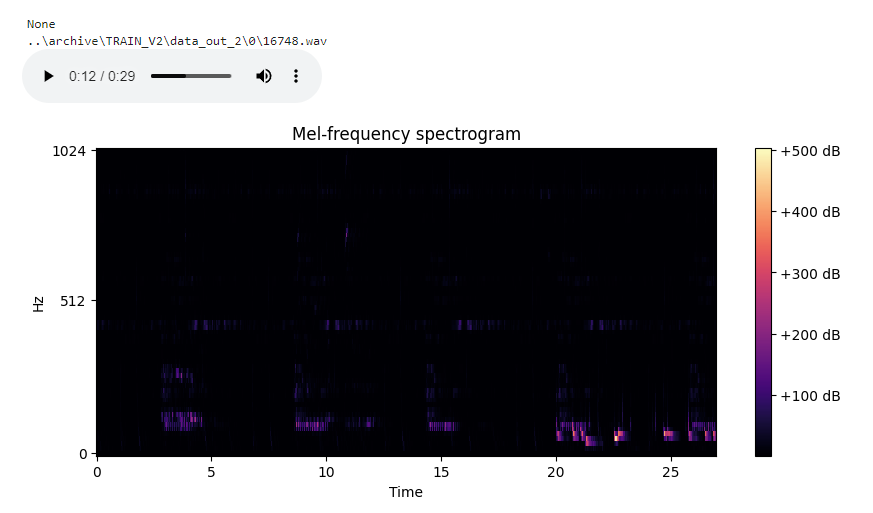 None
..\archive\TRAIN_V2\data_out_2\0\16748.wav
0:12 / 0:29
Mel-frequency spectrogram
1024
512
0
Hz
0 5 10 15 20 25
Time
+500 dB
+400 dB
+300 dB
+200 dB
+100 dB